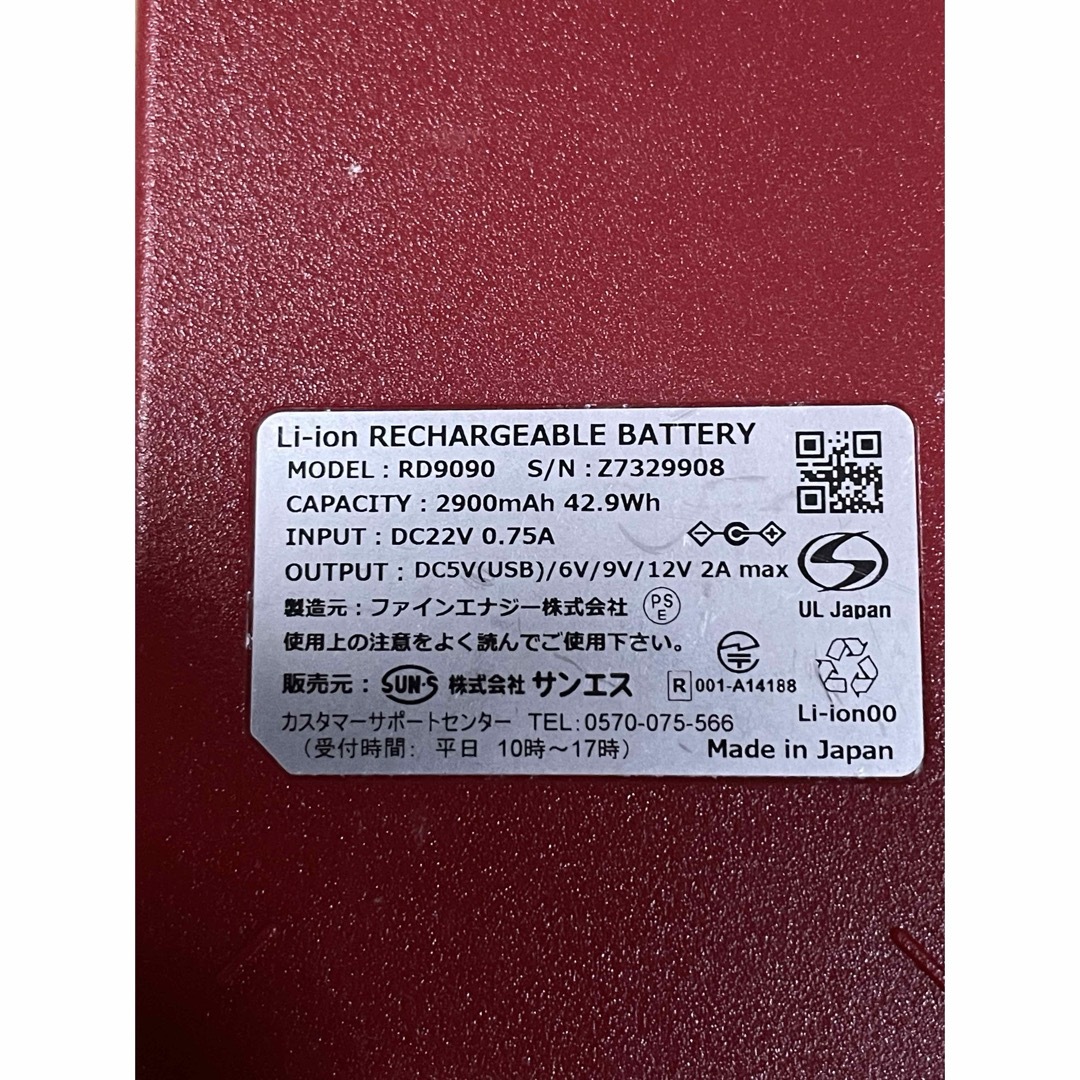 Li-ion RECHARGEABLE BATTERY
MODEL : RD9090 S/N : Z7329908
CAPACITY : 2900mAh 42.9Wh
INPUT : DC22V 0.75A
OUTPUT : DC5V(USB)/6V/9V/12V 2A max
UL Japan
製造元 : ファインエナジー株式会社 PSE
使用上の注意をよく読んでご使用下さい。
販売元 : SUN-S 株式会社 サンエス
R 001-A14188
Li-ion00
カスタマーサポートセンター TEL:0570-075-566
（受付時間: 平日 10時～17時）
Made in Japan